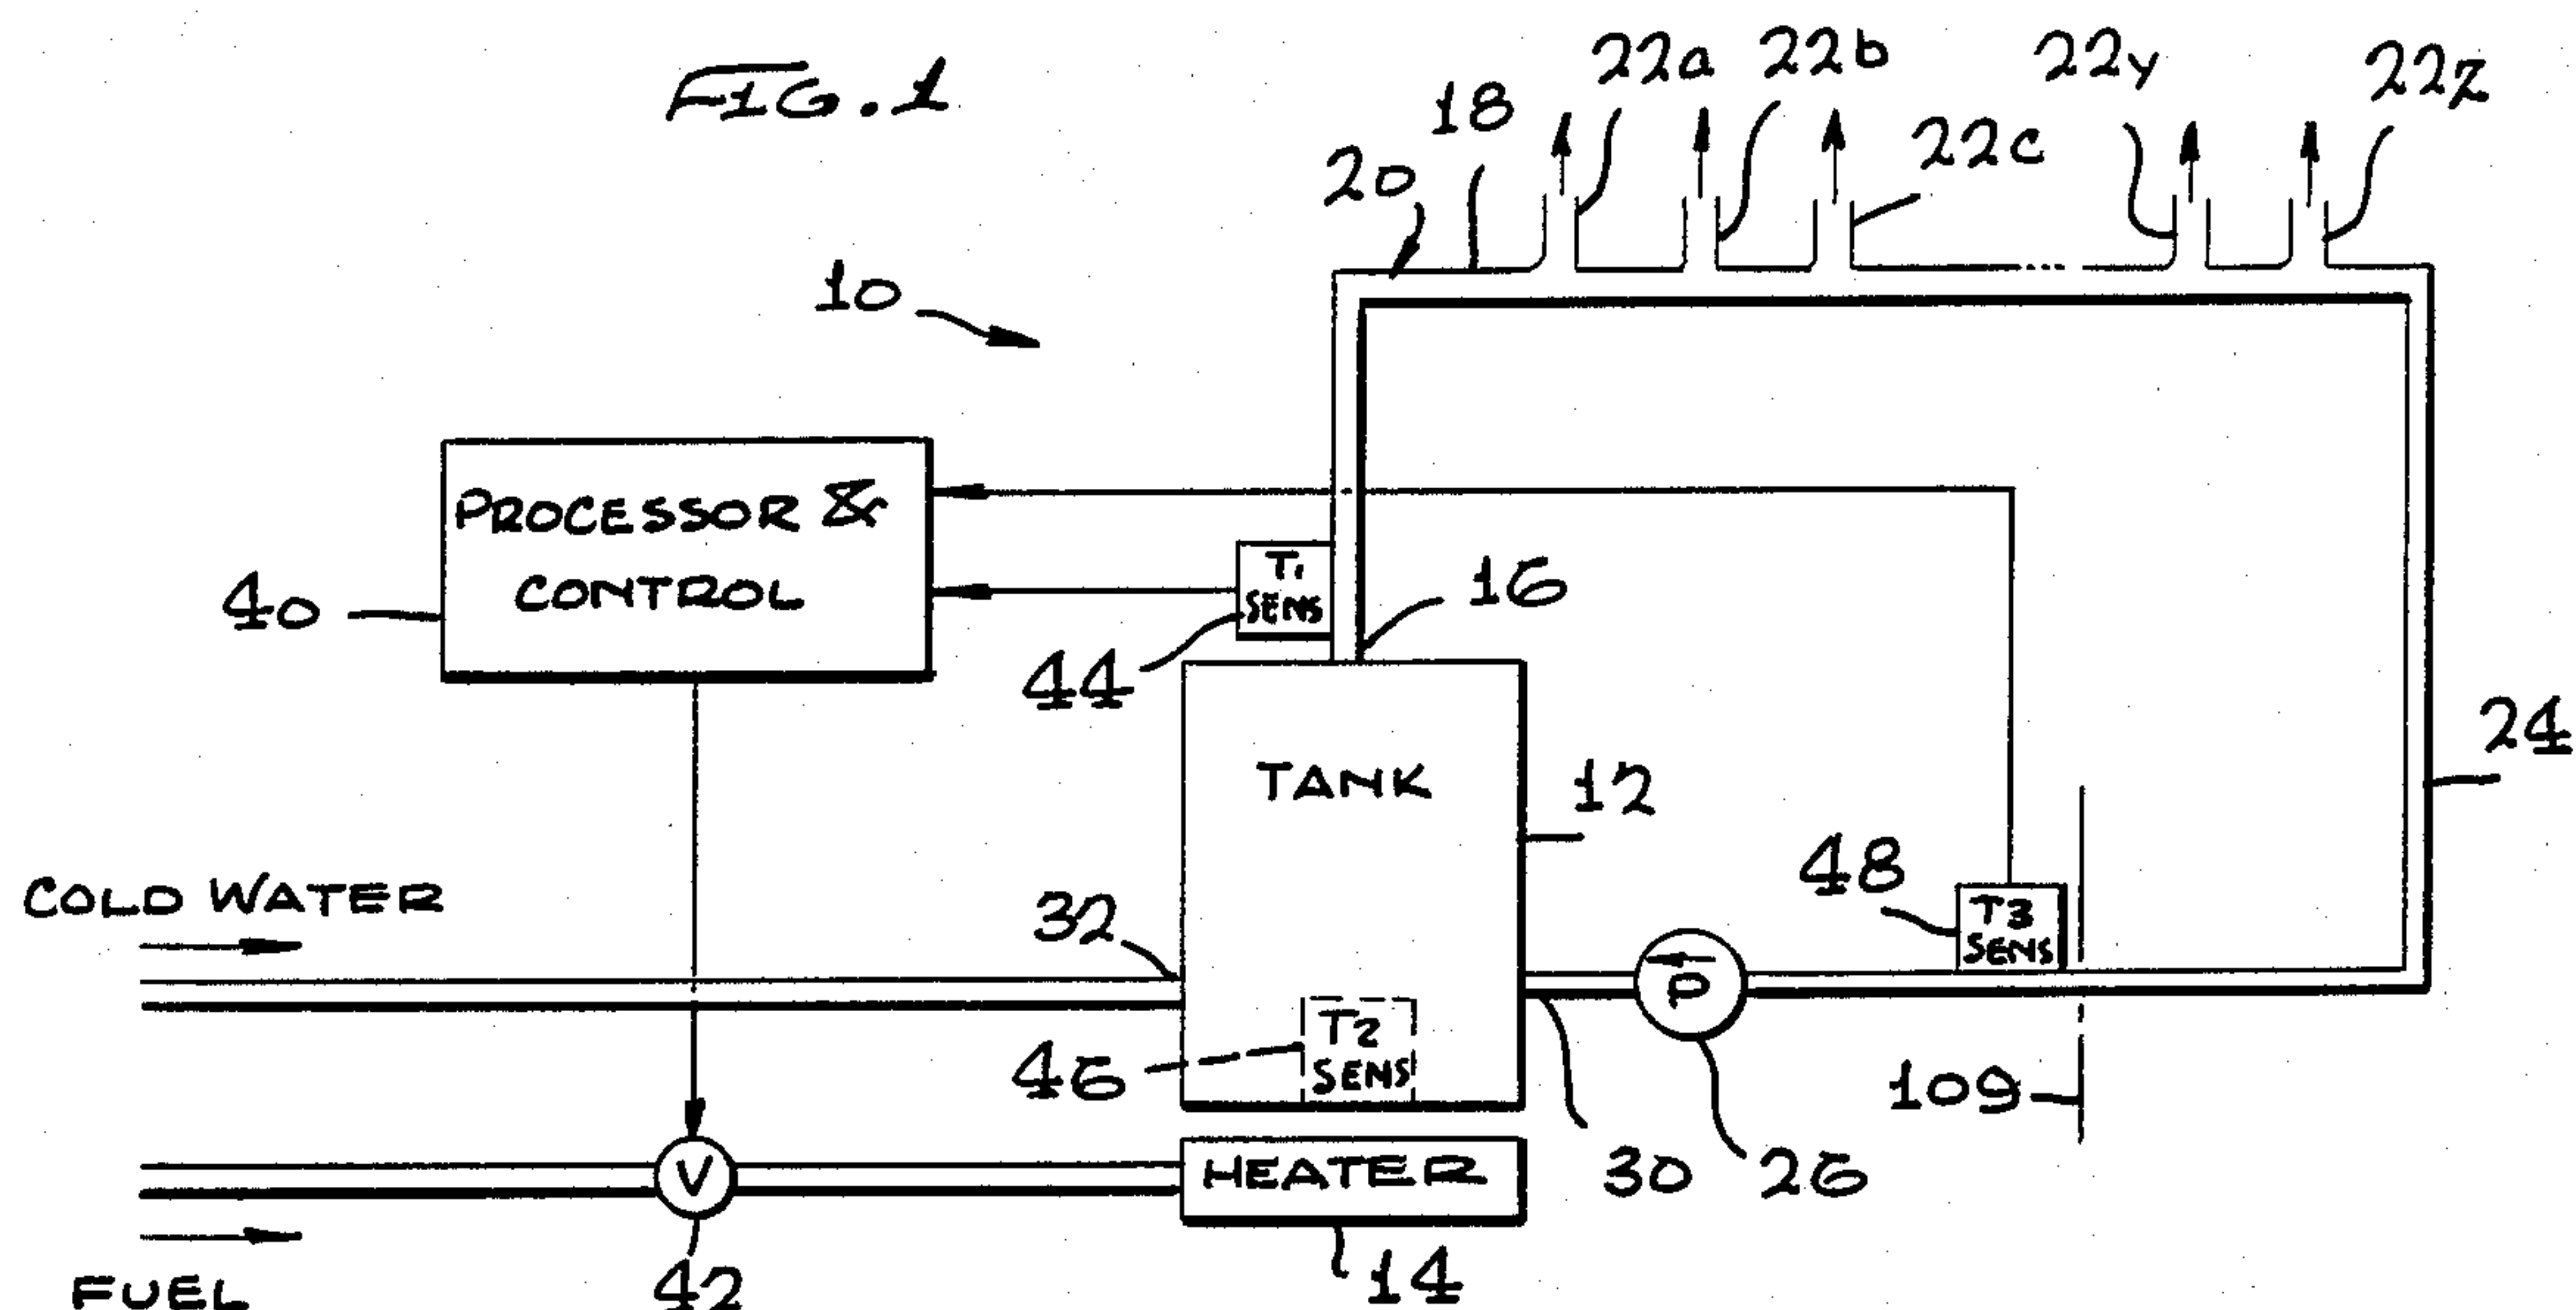 FIG. 1
22a
22b
22y
22z
18
22c
20
10
PROCESSOR &
CONTROL
T1
SENS
16
40
44
24
TANK
12
48
COLD WATER
32
T3
SENS
P
T2
SENS
46
109
HEATER
30
26
V
FUEL
42
14